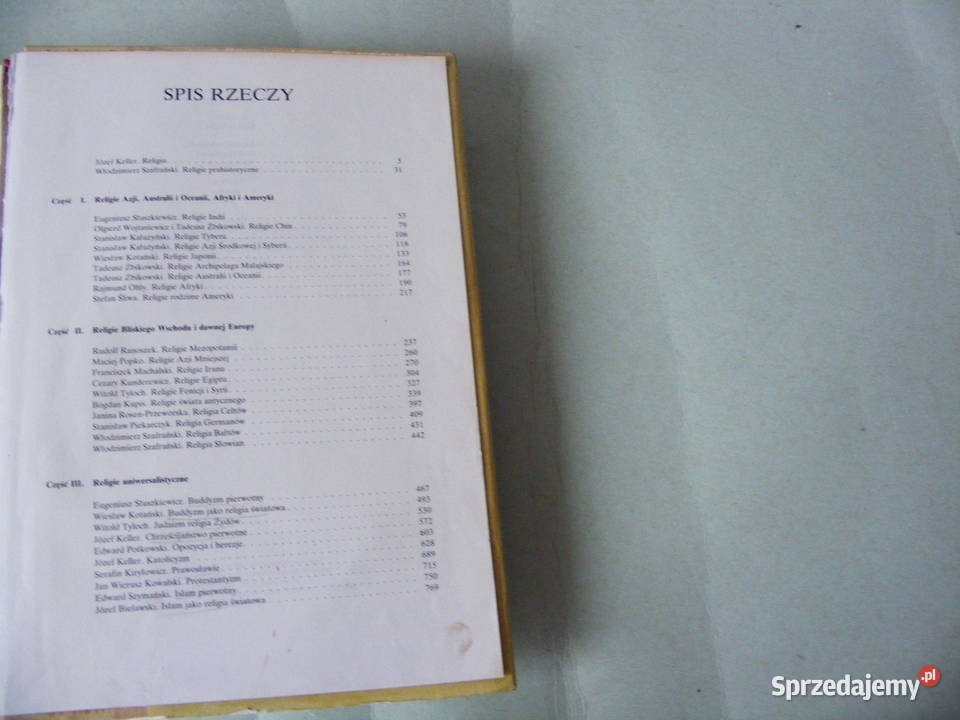 SPIS RZECZY
Józef Keller. Religia 5
Włodzimierz Szafrański. Religie prehistoryczne 31
Część I. Religie Azji, Australii i Oceanii, Afryki i Ameryki
Eugeniusz Słuszkiewicz. Religie Indii 53
Olgierd Wojtasiewicz i Tadeusz Żbikowski. Religie Chin 79
Stanisław Kałużyński. Religie Tybetu 106
Stanisław Kałużyński. Religie Azji Środkowej i Syberii 118
Wiesław Kotański. Religie Japonii 133
Tadeusz Żbikowski. Religie Archipelagu Malajskiego 164
Tadeusz Żbikowski. Religie Australii i Oceanii 177
Rajmund Ohly. Religie Afryki 190
Stefan Śliwa. Religie rodzime Ameryki 217
Część II. Religie Bliskiego Wschodu i dawnej Europy
Rudolf Ranoszek. Religie Mezopotamii 237
Maciej Popko. Religie Azji Mniejszej 260
Franciszek Machalski. Religie Iranu 270
Cezary Kunderewicz. Religie Egiptu 304
Witold Tyloch. Religie Fenicji i Syrii 327
Bogdan Kupis. Religie świata antycznego 339
Janina Rosen-Przeworska. Religia Celtów 397
Stanisław Piekarczyk. Religia Germanów 409
Włodzimierz Szafrański. Religia Bałtów 431
Włodzimierz Szafrański. Religia Słowian 442
Część III. Religie uniwersalistyczne
Eugeniusz Słuszkiewicz. Buddyzm pierwotny 467
Wiesław Kotański. Buddyzm jako religia światowa 493
Witold Tyloch. Judaizm religia Żydów 530
Józef Keller. Chrześcijaństwo pierwotne 572
Edward Potkowski. Opozycja i herezje 603
Józef Keller. Katolicyzm 628
Serafin Kiryłowicz. Prawosławie 689
Jan Wierusz Kowalski. Protestantyzm 715
Edward Szymański. Islam pierwotny 750
Józef Bielawski. Islam jako religia światowa 769
Sprzedajemy.pl